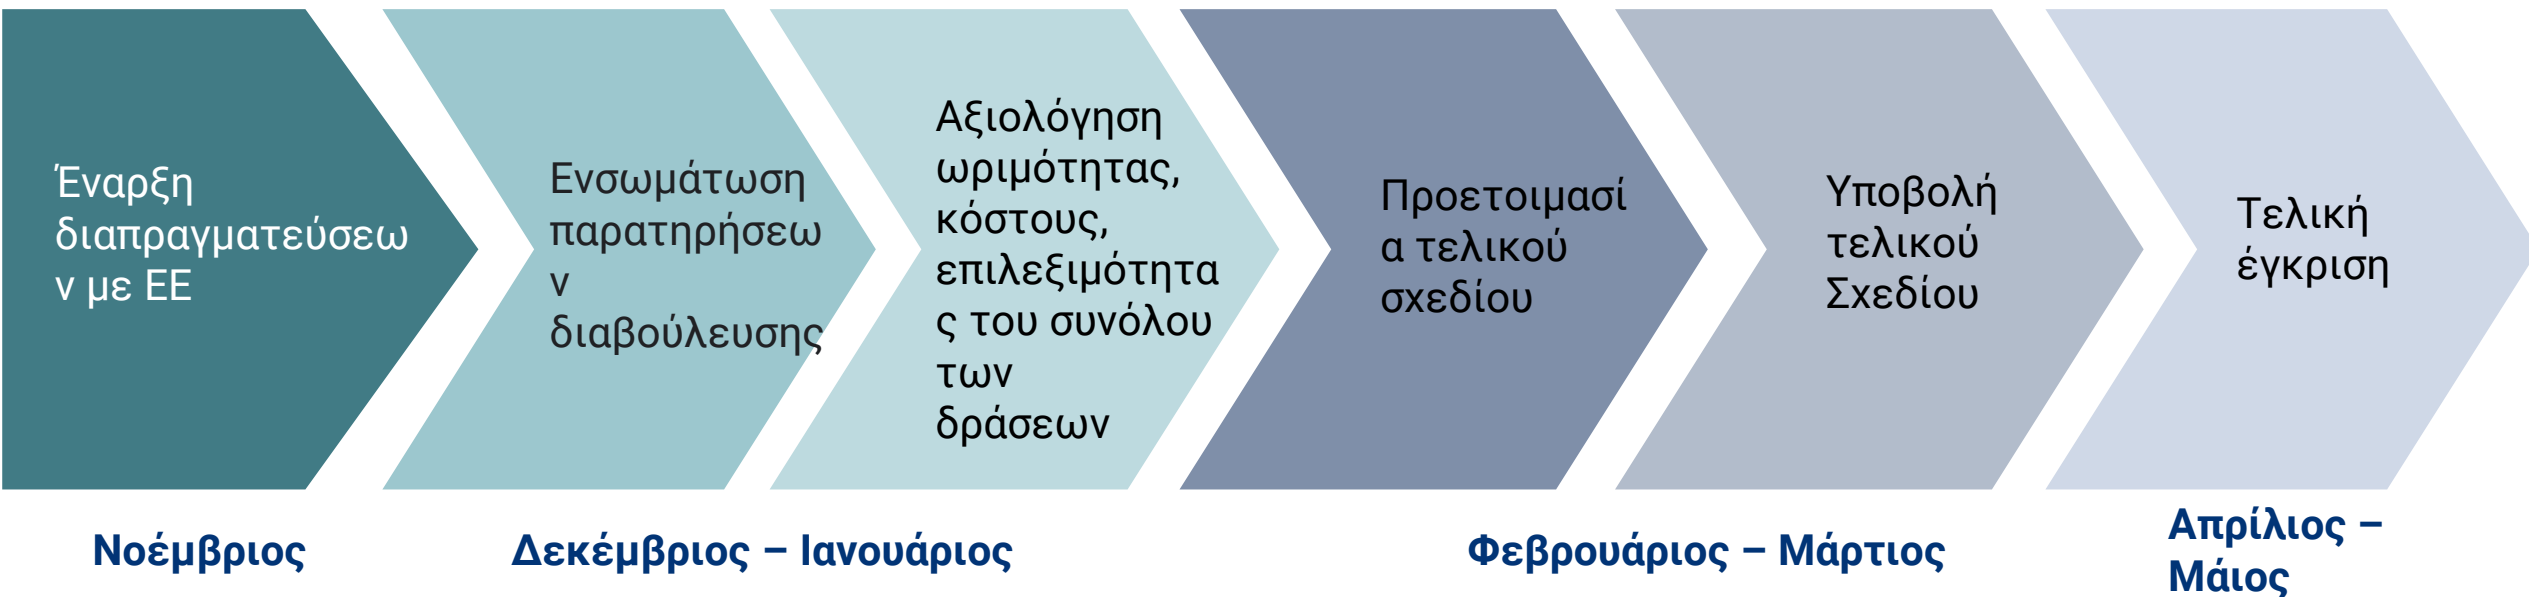 Έναρξη
διαπραγματεύσεω
ν με ΕΕ
Ενσωμάτωση
παρατηρήσεω
ν
διαβούλευσης
Αξιολόγηση
ωριμότητας,
κόστους,
επιλεξιμότητα
ς του συνόλου
των
δράσεων
Προετοιμασί
α τελικού
σχεδίου
Υποβολή
τελικού
Σχεδίου
Τελική
έγκριση
Νοέμβριος
Δεκέμβριος – Ιανουάριος
Φεβρουάριος – Μάρτιος
Απρίλιος –
Μάιος